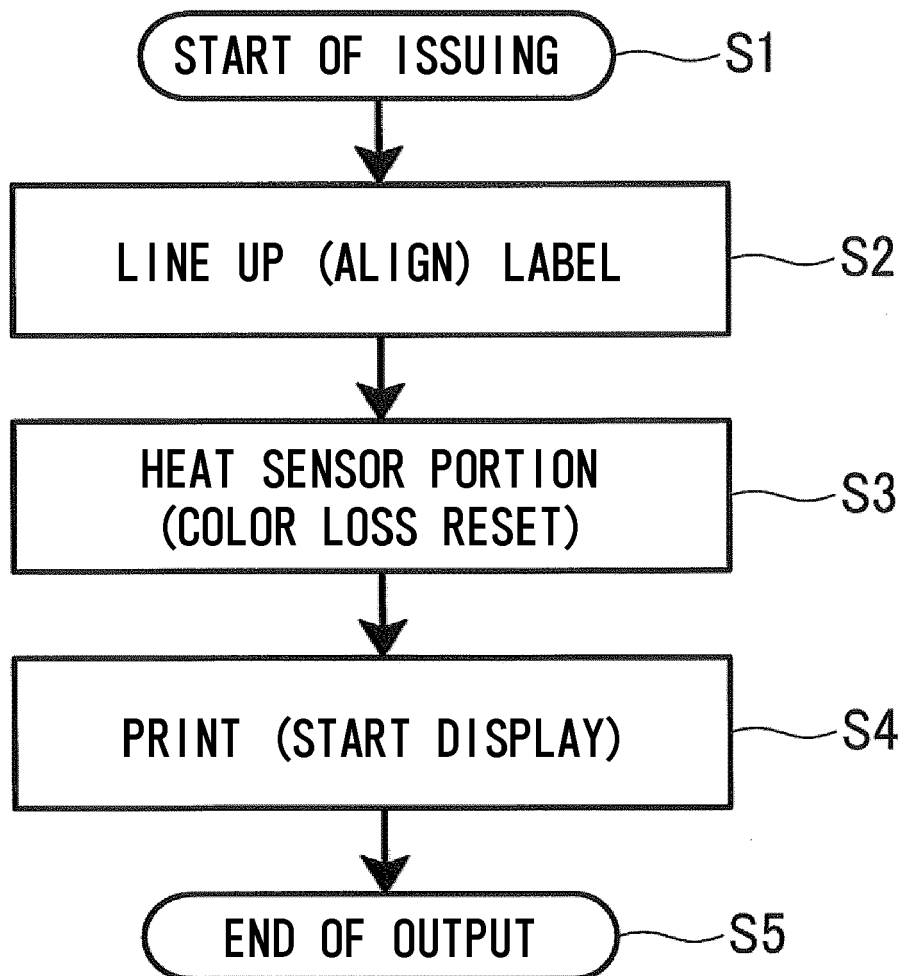 START OF ISSUING
S1
LINE UP (ALIGN) LABEL
S2
HEAT SENSOR PORTION
(COLOR LOSS RESET)
S3
PRINT (START DISPLAY)
S4
END OF OUTPUT
S5